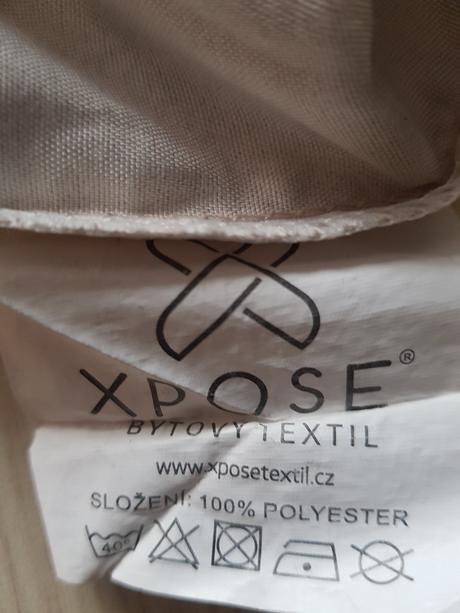 XPOSE®
BYTOVÝ TEXTIL
www.xposetextil.cz
SLOŽENÍ: 100% POLYESTER
40°